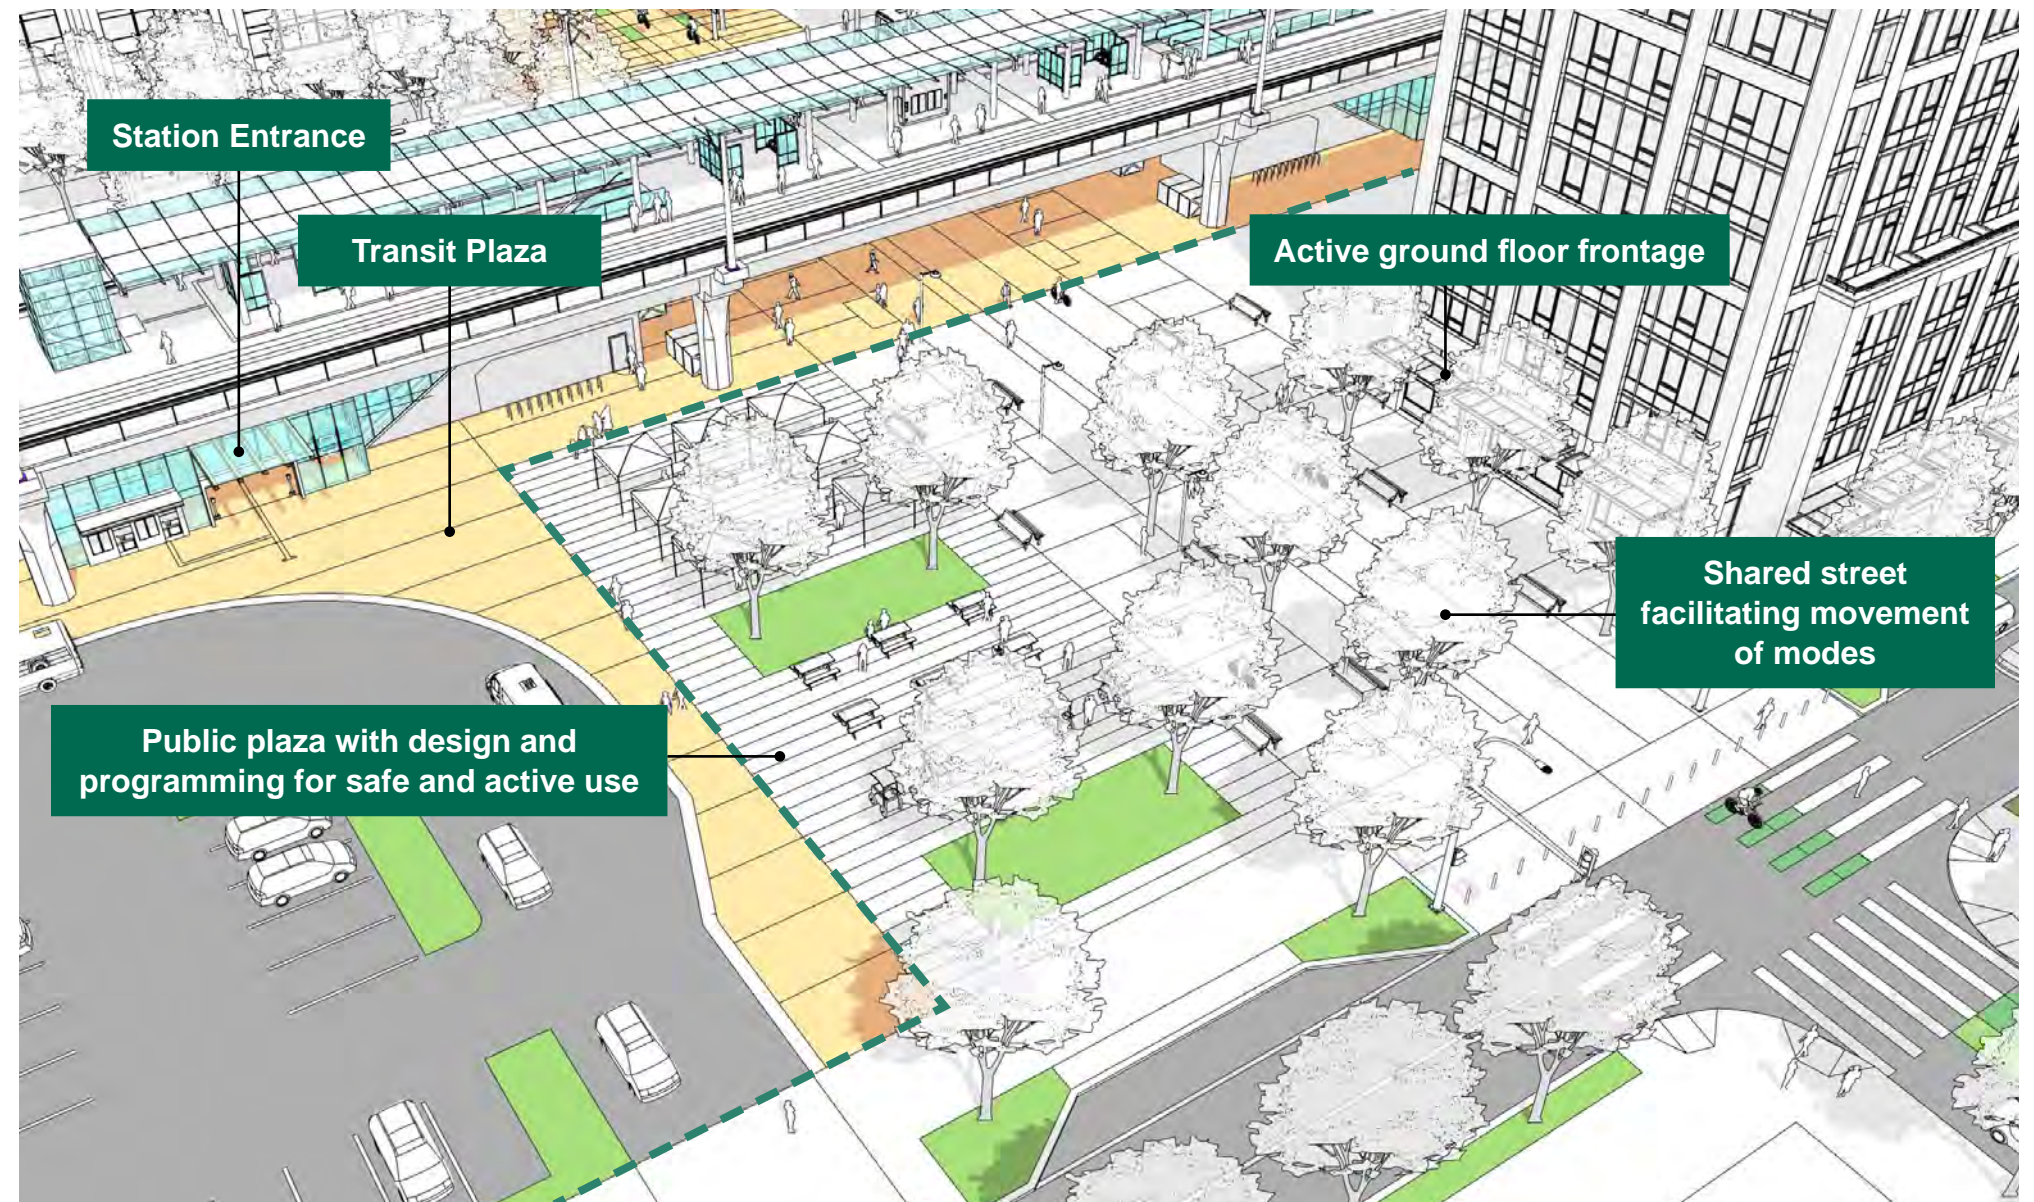 Station Entrance
Transit Plaza
Active ground floor frontage
Shared street
facilitating movement
of modes
Public plaza with design and
programming for safe and active use